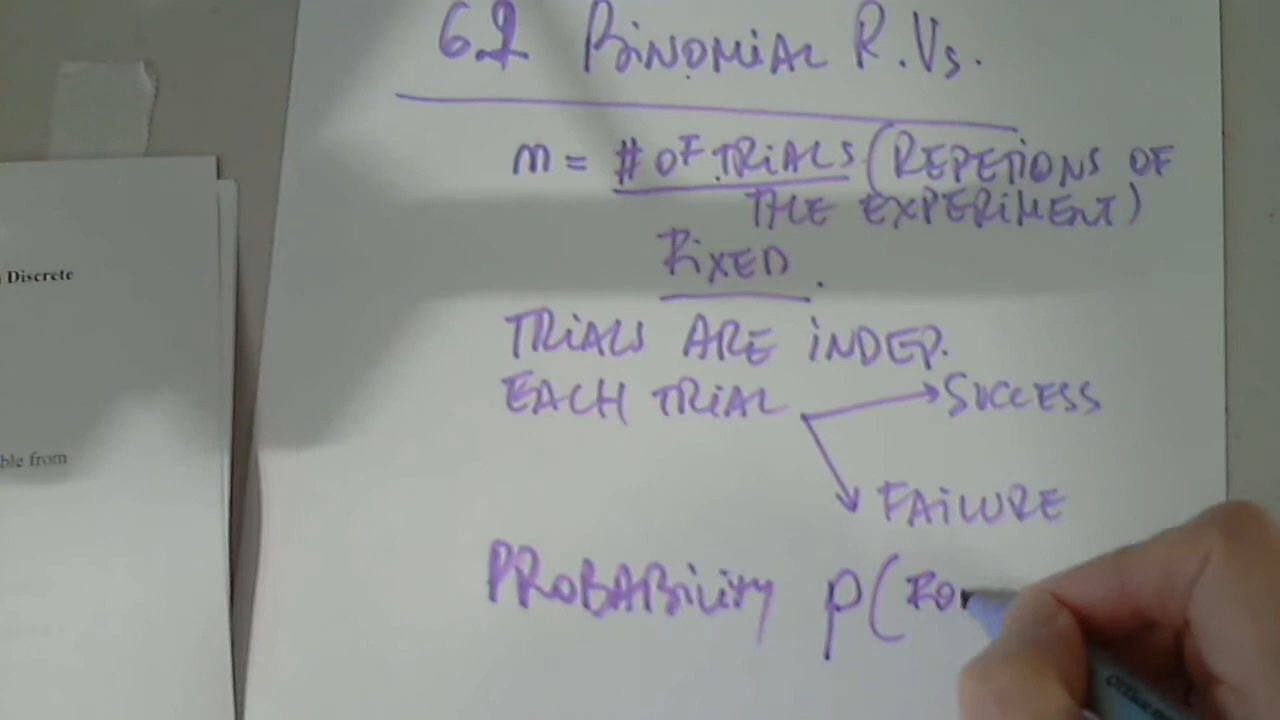 6.2 BINOMIAL R.Vs.
n = # OF TRIALS (REPETIONS OF
THE EXPERIMENT)
FIXED.
TRIALS ARE INDEP.
EACH TRIAL → SUCCESS
FAILURE
PROBABILITY p (FO
Discrete
ble from